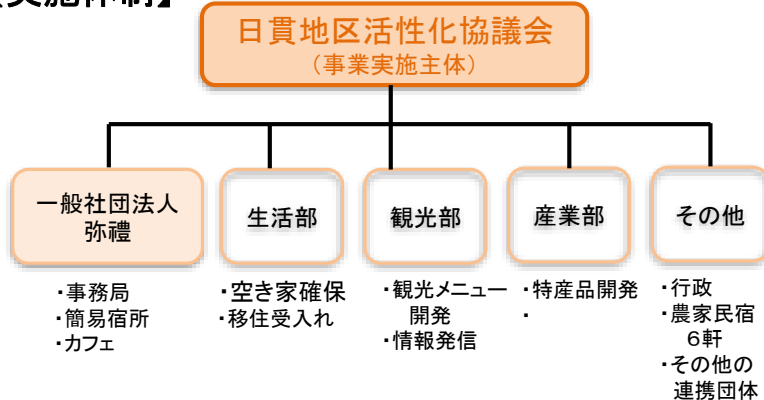 実施体制】
日貫地区活性化協議会
（事業実施主体）
一般社団法人
弥禮
生活部
観光部
産業部
その他
・事務局
・簡易宿所
・カフェ
・空き家確保
・移住受入れ
・観光メニュー
開発
・情報発信
・特産品開発
・
・行政
・農家民宿
６軒
・その他の
連携団体